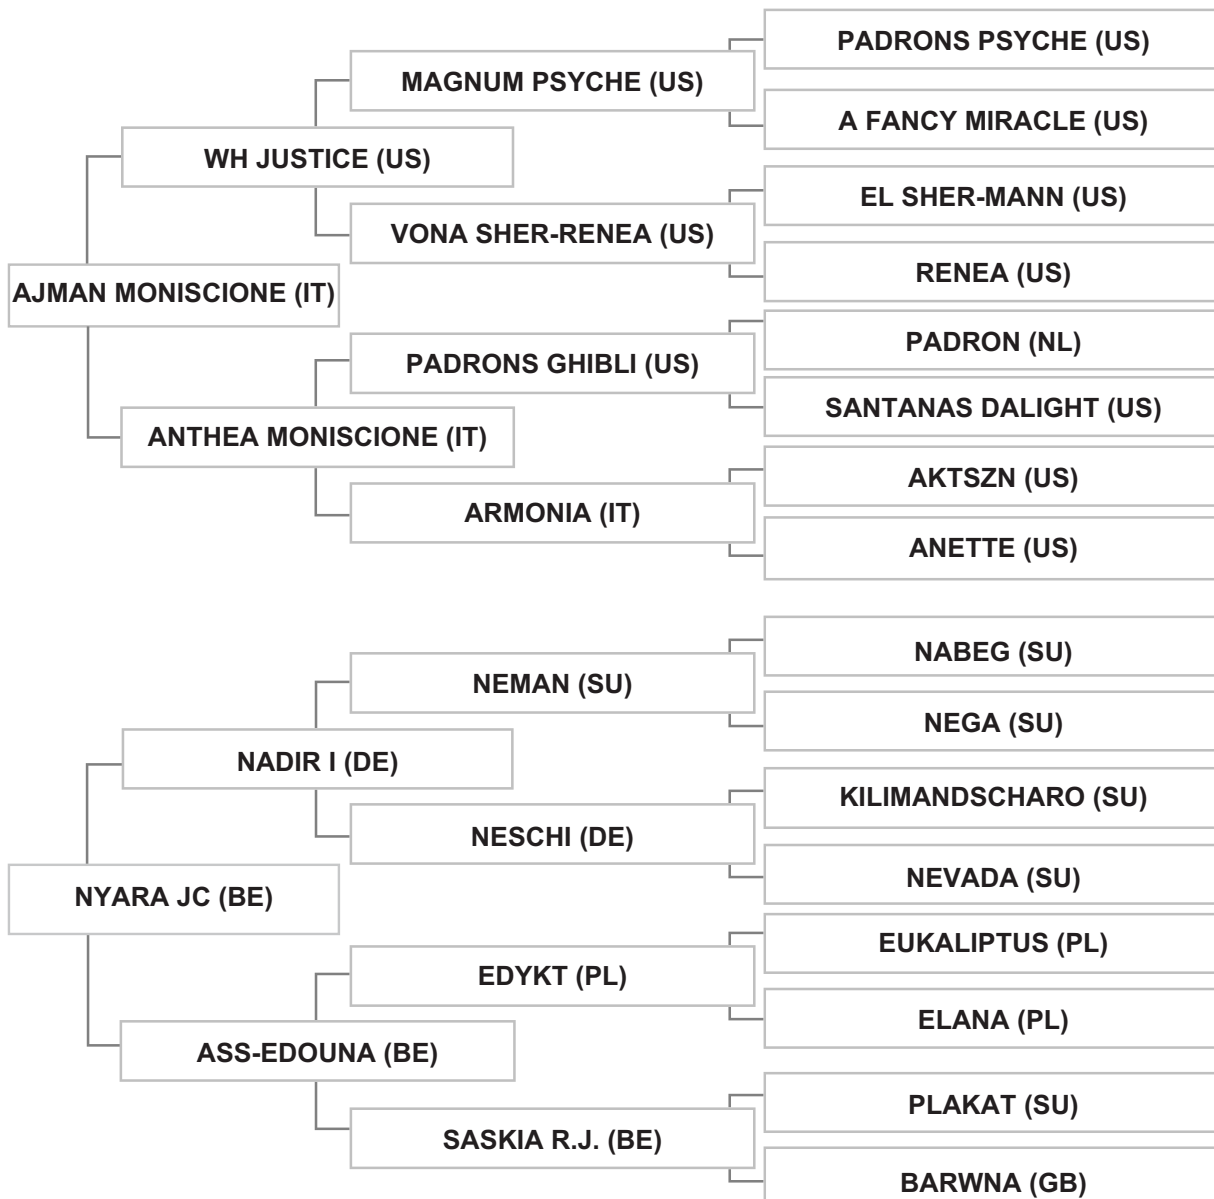 PADRONS PSYCHE (US)
MAGNUM PSYCHE (US)
A FANCY MIRACLE (US)
WH JUSTICE (US)
EL SHER-MANN (US)
VONA SHER-RENEA (US)
RENEA (US)
AJMAN MONISCIONE (IT)
PADRON (NL)
PADRONS GHIBLI (US)
SANTANAS DALIGHT (US)
ANTHEA MONISCIONE (IT)
AKTSZN (US)
ARMONIA (IT)
ANETTE (US)
NABEG (SU)
NEMAN (SU)
NEGA (SU)
NADIR I (DE)
KILIMANDSCHARO (SU)
NESCHI (DE)
NEVADA (SU)
NYARA JC (BE)
EUKALIPTUS (PL)
EDYKT (PL)
ELANA (PL)
ASS-EDOUNA (BE)
PLAKAT (SU)
SASKIA R.J. (BE)
BARWNA (GB)